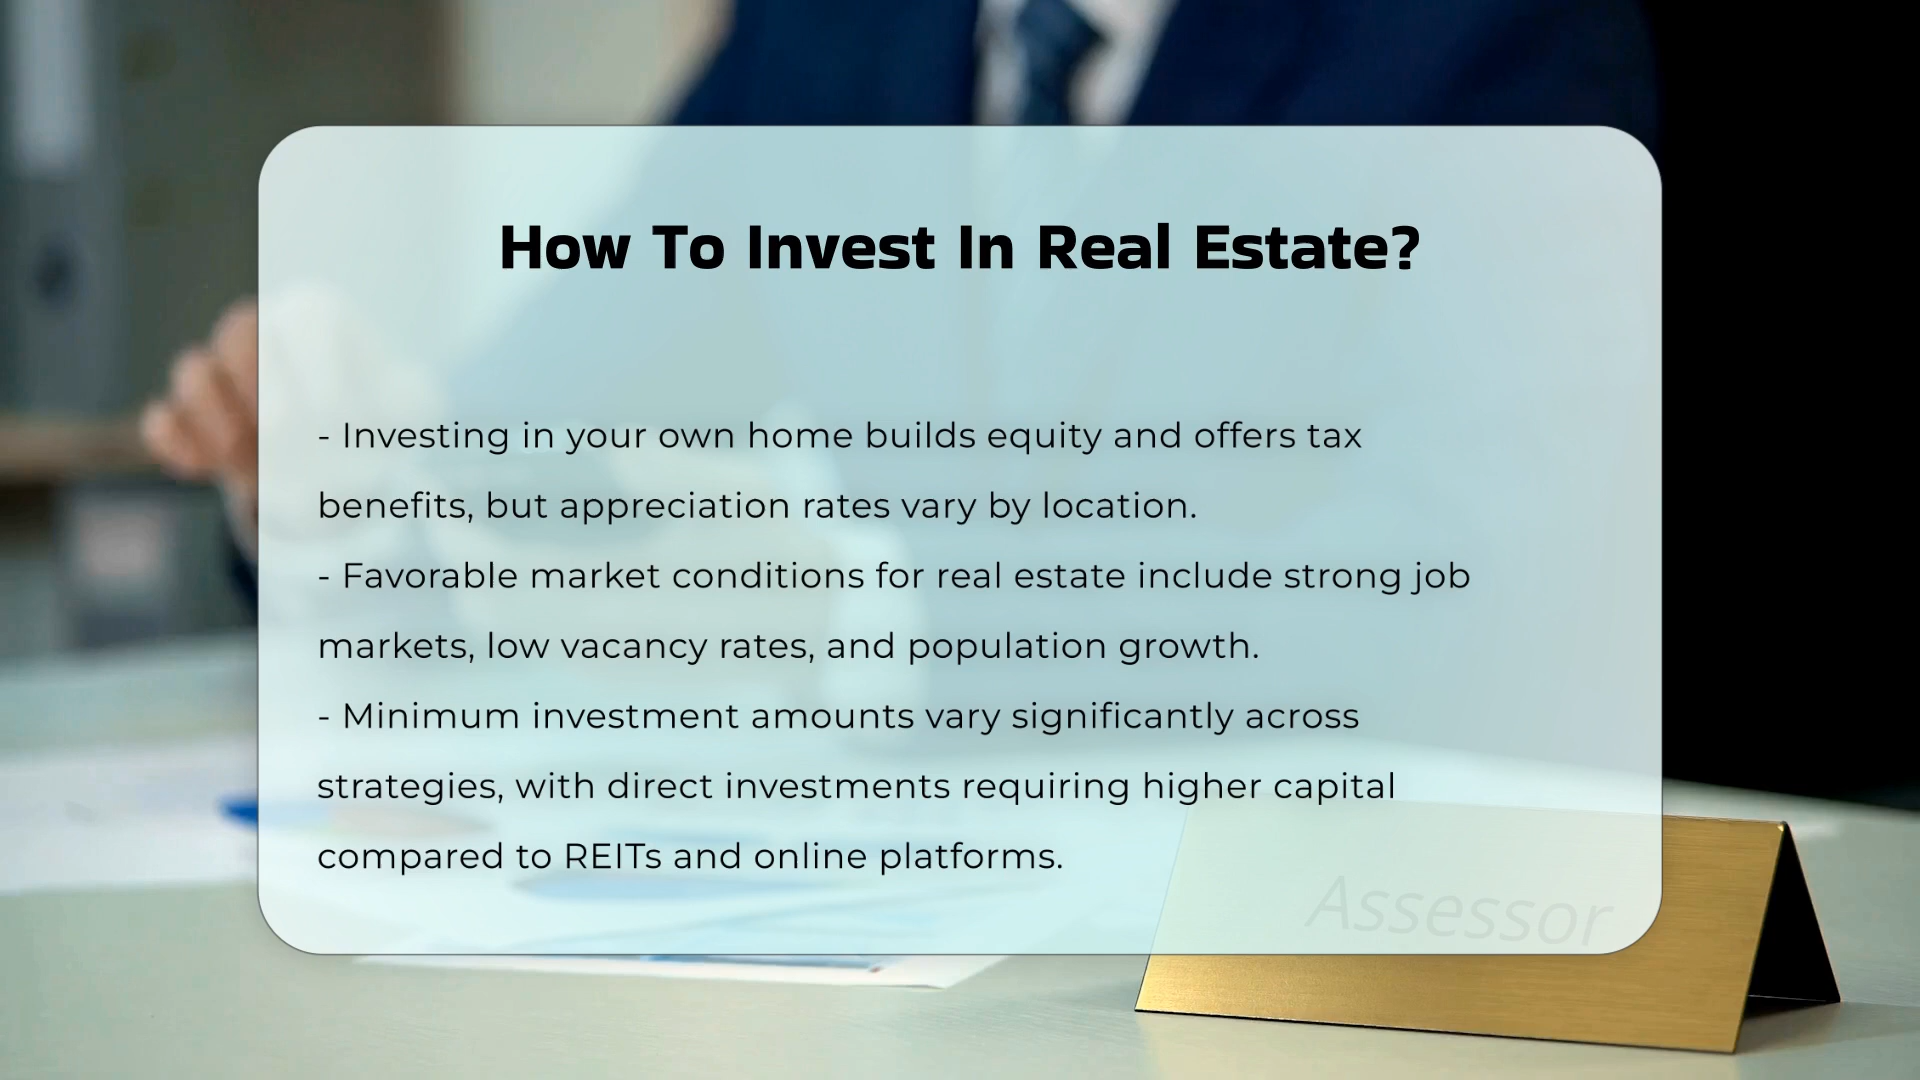 How To Invest In Real Estate?
- Investing in your own home builds equity and offers tax
benefits, but appreciation rates vary by location.
- Favorable market conditions for real estate include strong job
markets, low vacancy rates, and population growth.
- Minimum investment amounts vary significantly across
strategies, with direct investments requiring higher capital
compared to REITs and online platforms.
Assessor